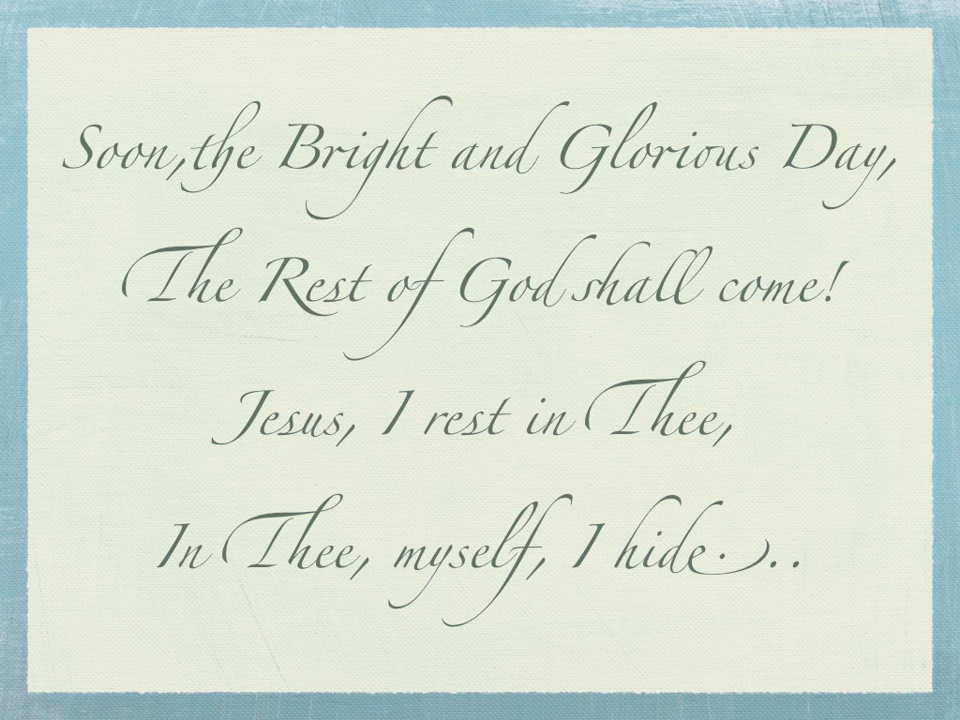 Soon,the Bright and Glorious Day,
The Rest of God shall come!
Jesus, I rest in Thee,
In Thee, myself, I hide...